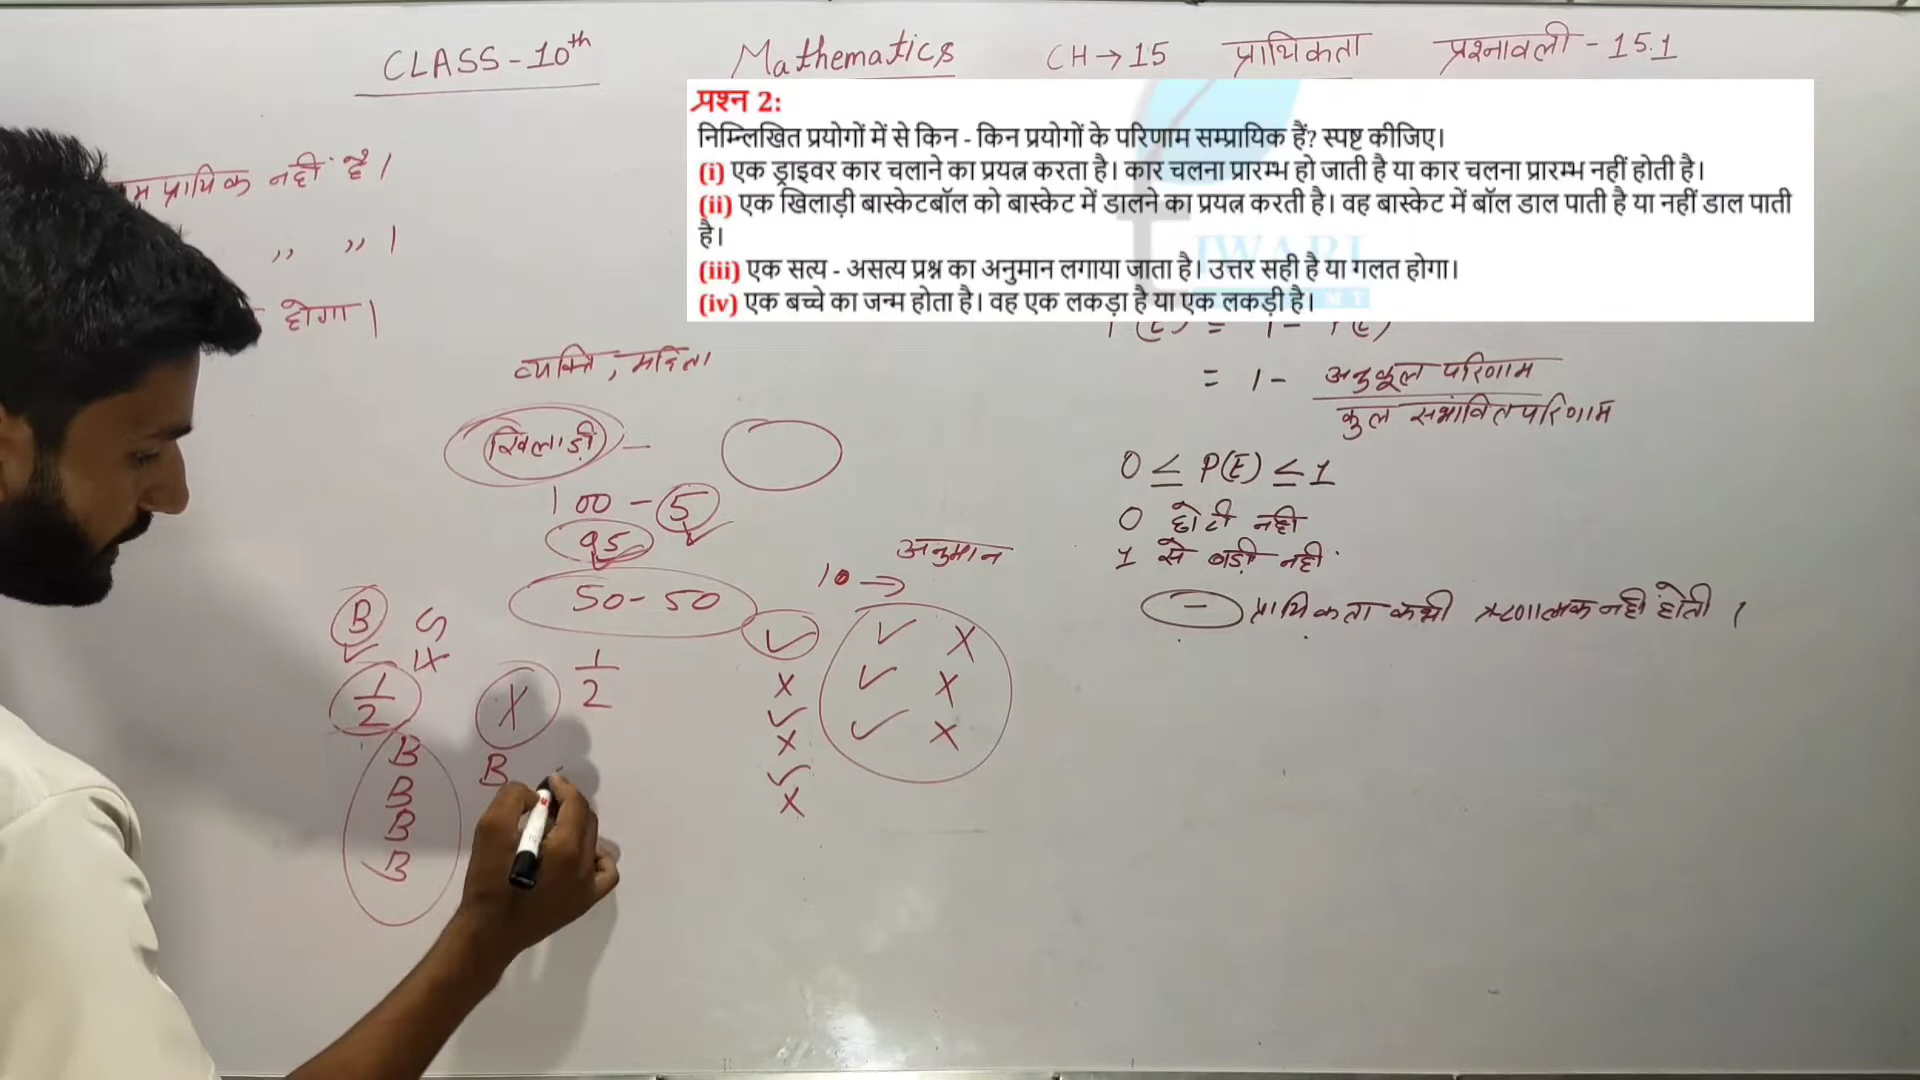 CLASS - 10th Mathematics CH → 15 प्रायिकता प्रश्नावली - 15.1
प्रश्न 2:
निम्न्लिखित प्रयोगों में से किन - किन प्रयोगों के परिणाम सम्प्रायिक हैं? स्पष्ट कीजिए।
(i) एक ड्राइवर कार चलाने का प्रयत्न करता है। कार चलना प्रारम्भ हो जाती है या कार चलना प्रारम्भ नहीं होती है।
(ii) एक खिलाड़ी बास्केटबॉल को बास्केट में डालने का प्रयत्न करती है। वह बास्केट में बॉल डाल पाती है या नहीं डाल पाती
है।
(iii) एक सत्य - असत्य प्रश्न का अनुमान लगाया जाता है। उत्तर सही है या गलत होगा।
(iv) एक बच्चे का जन्म होता है। वह एक लकड़ा है या एक लकड़ी है।
म प्रायिक नहीं है।
,, ,, ।
होगा।
व्यक्ति, महिला
खिलाड़ी -
100 - 5
95
50 - 50
B G
✓ X
1/2
X
1/2
B
B
B
B
B
अनुमान
10 →
✓
X
✓
X
✓
X
✓ X
✓ X
✓ X
= 1 - अनुकूल परिणाम
कुल सभांवित परिणाम
0 ≤ P(E) ≤ 1
0 छोटी नही
1 से बड़ी नही
- प्रायिकता कभी ऋणात्मक नही होती ।